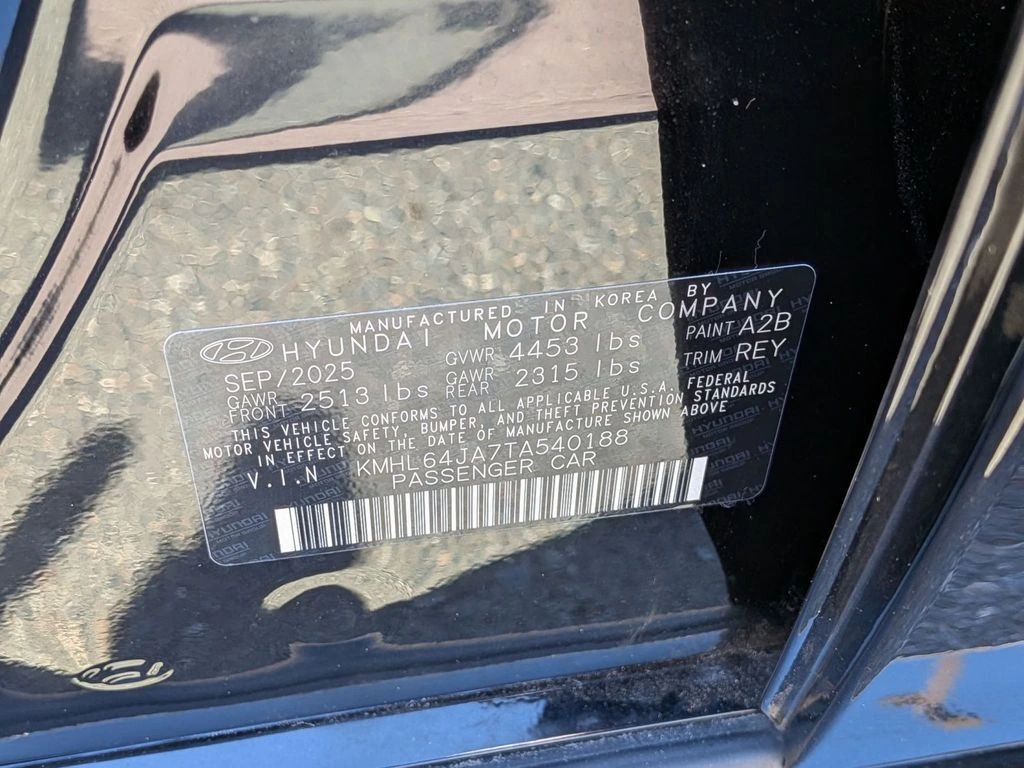 MANUFACTURED IN KOREA BY
HYUNDAI MOTOR COMPANY
SEP/2025 GVWR 4453 lbs PAINT A2B
GAWR FRONT 2513 lbs GAWR REAR 2315 lbs TRIM REY
THIS VEHICLE CONFORMS TO ALL APPLICABLE U.S.A. FEDERAL
MOTOR VEHICLE SAFETY, BUMPER, AND THEFT PREVENTION STANDARDS
IN EFFECT ON THE DATE OF MANUFACTURE SHOWN ABOVE
V.I.N KMHL64JA7TA540188
PASSENGER CAR